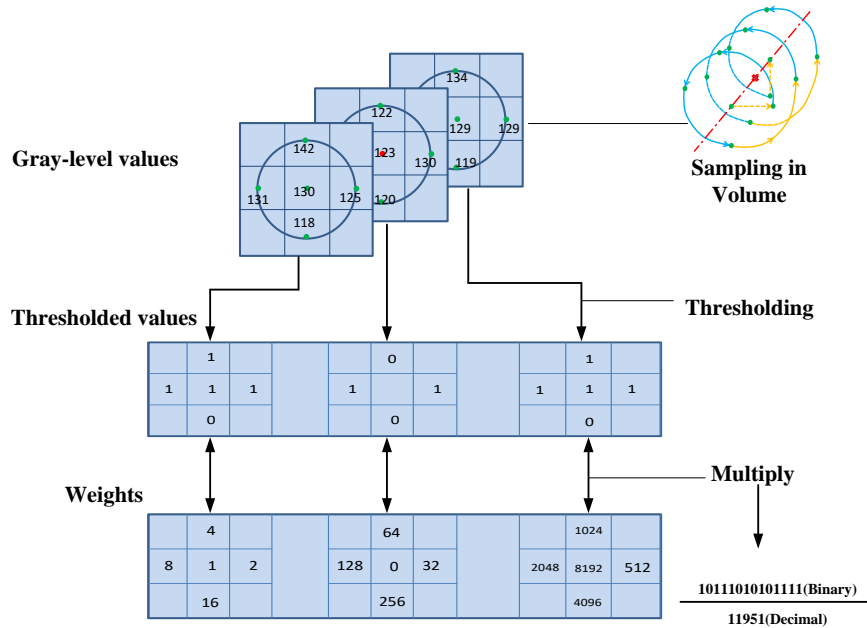 134
129
129
119
122
123
130
120
142
131
130
125
118
Gray-level values
Sampling in
Volume
Thresholded values
Thresholding
1
0
1
1 1 1
1 1
1 1 1
0
0
0
Weights
Multiply
4
64
1024
8 1 2
128 0 32
2048 8192 512
16
256
4096
10111010101111(Binary)
11951(Decimal)